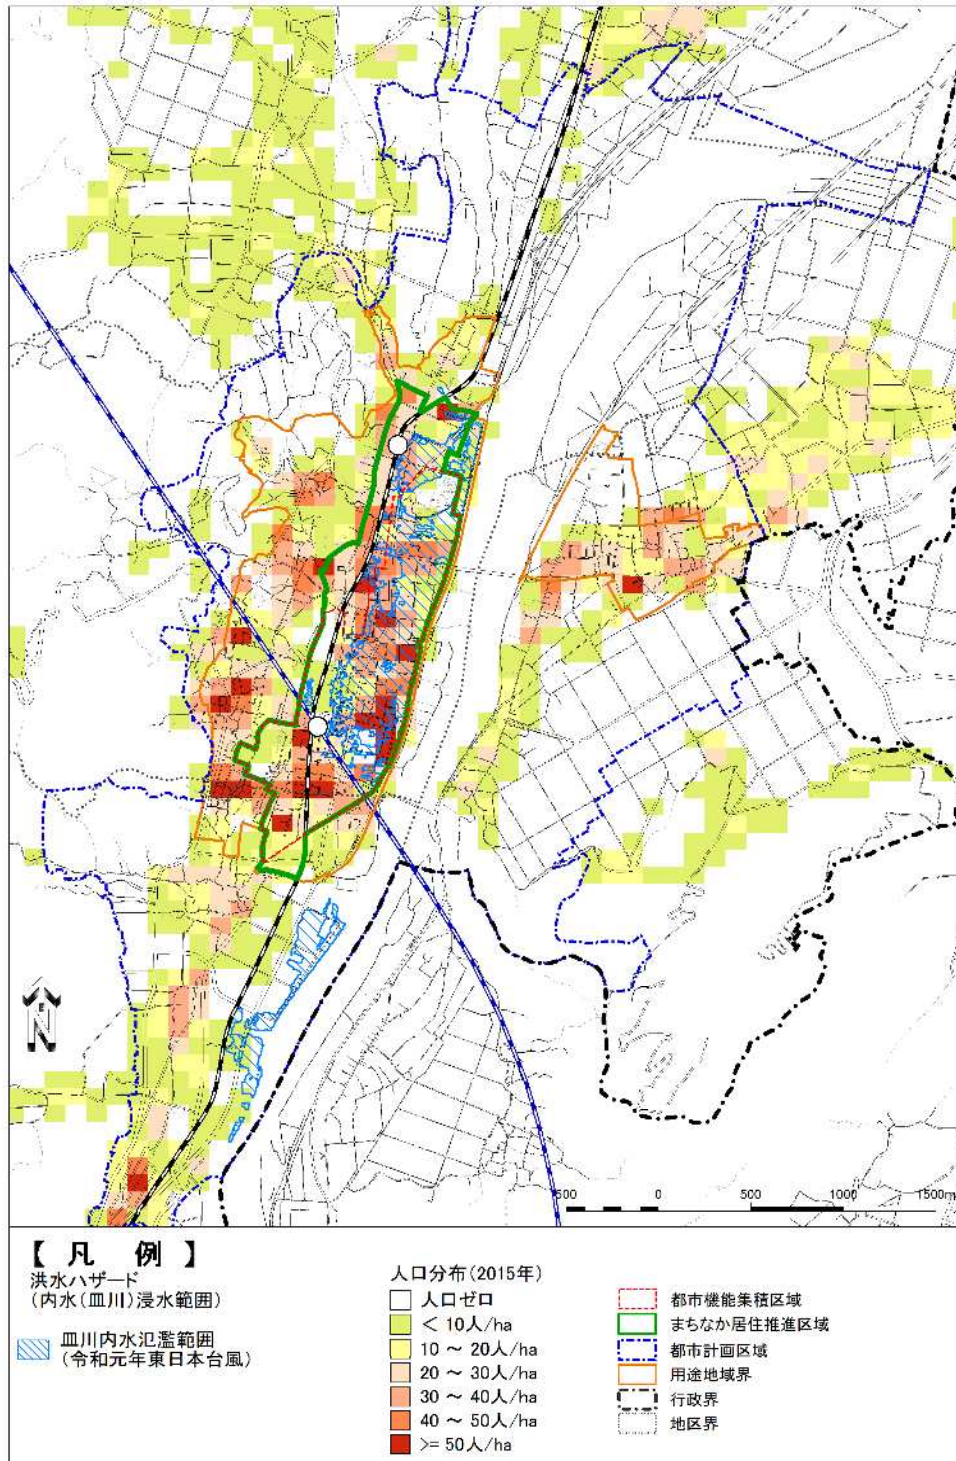 N
500 0 500 1000 1500m
【凡 例】
洪水ハザード
(内水(皿川)浸水範囲)
皿川内水氾濫範囲
(令和元年東日本台風)
人口分布(2015年)
人口ゼロ
< 10人/ha
10 ～ 20人/ha
20 ～ 30人/ha
30 ～ 40人/ha
40 ～ 50人/ha
>= 50人/ha
都市機能集積区域
まちなか居住推進区域
都市計画区域
用途地域界
行政界
地区界